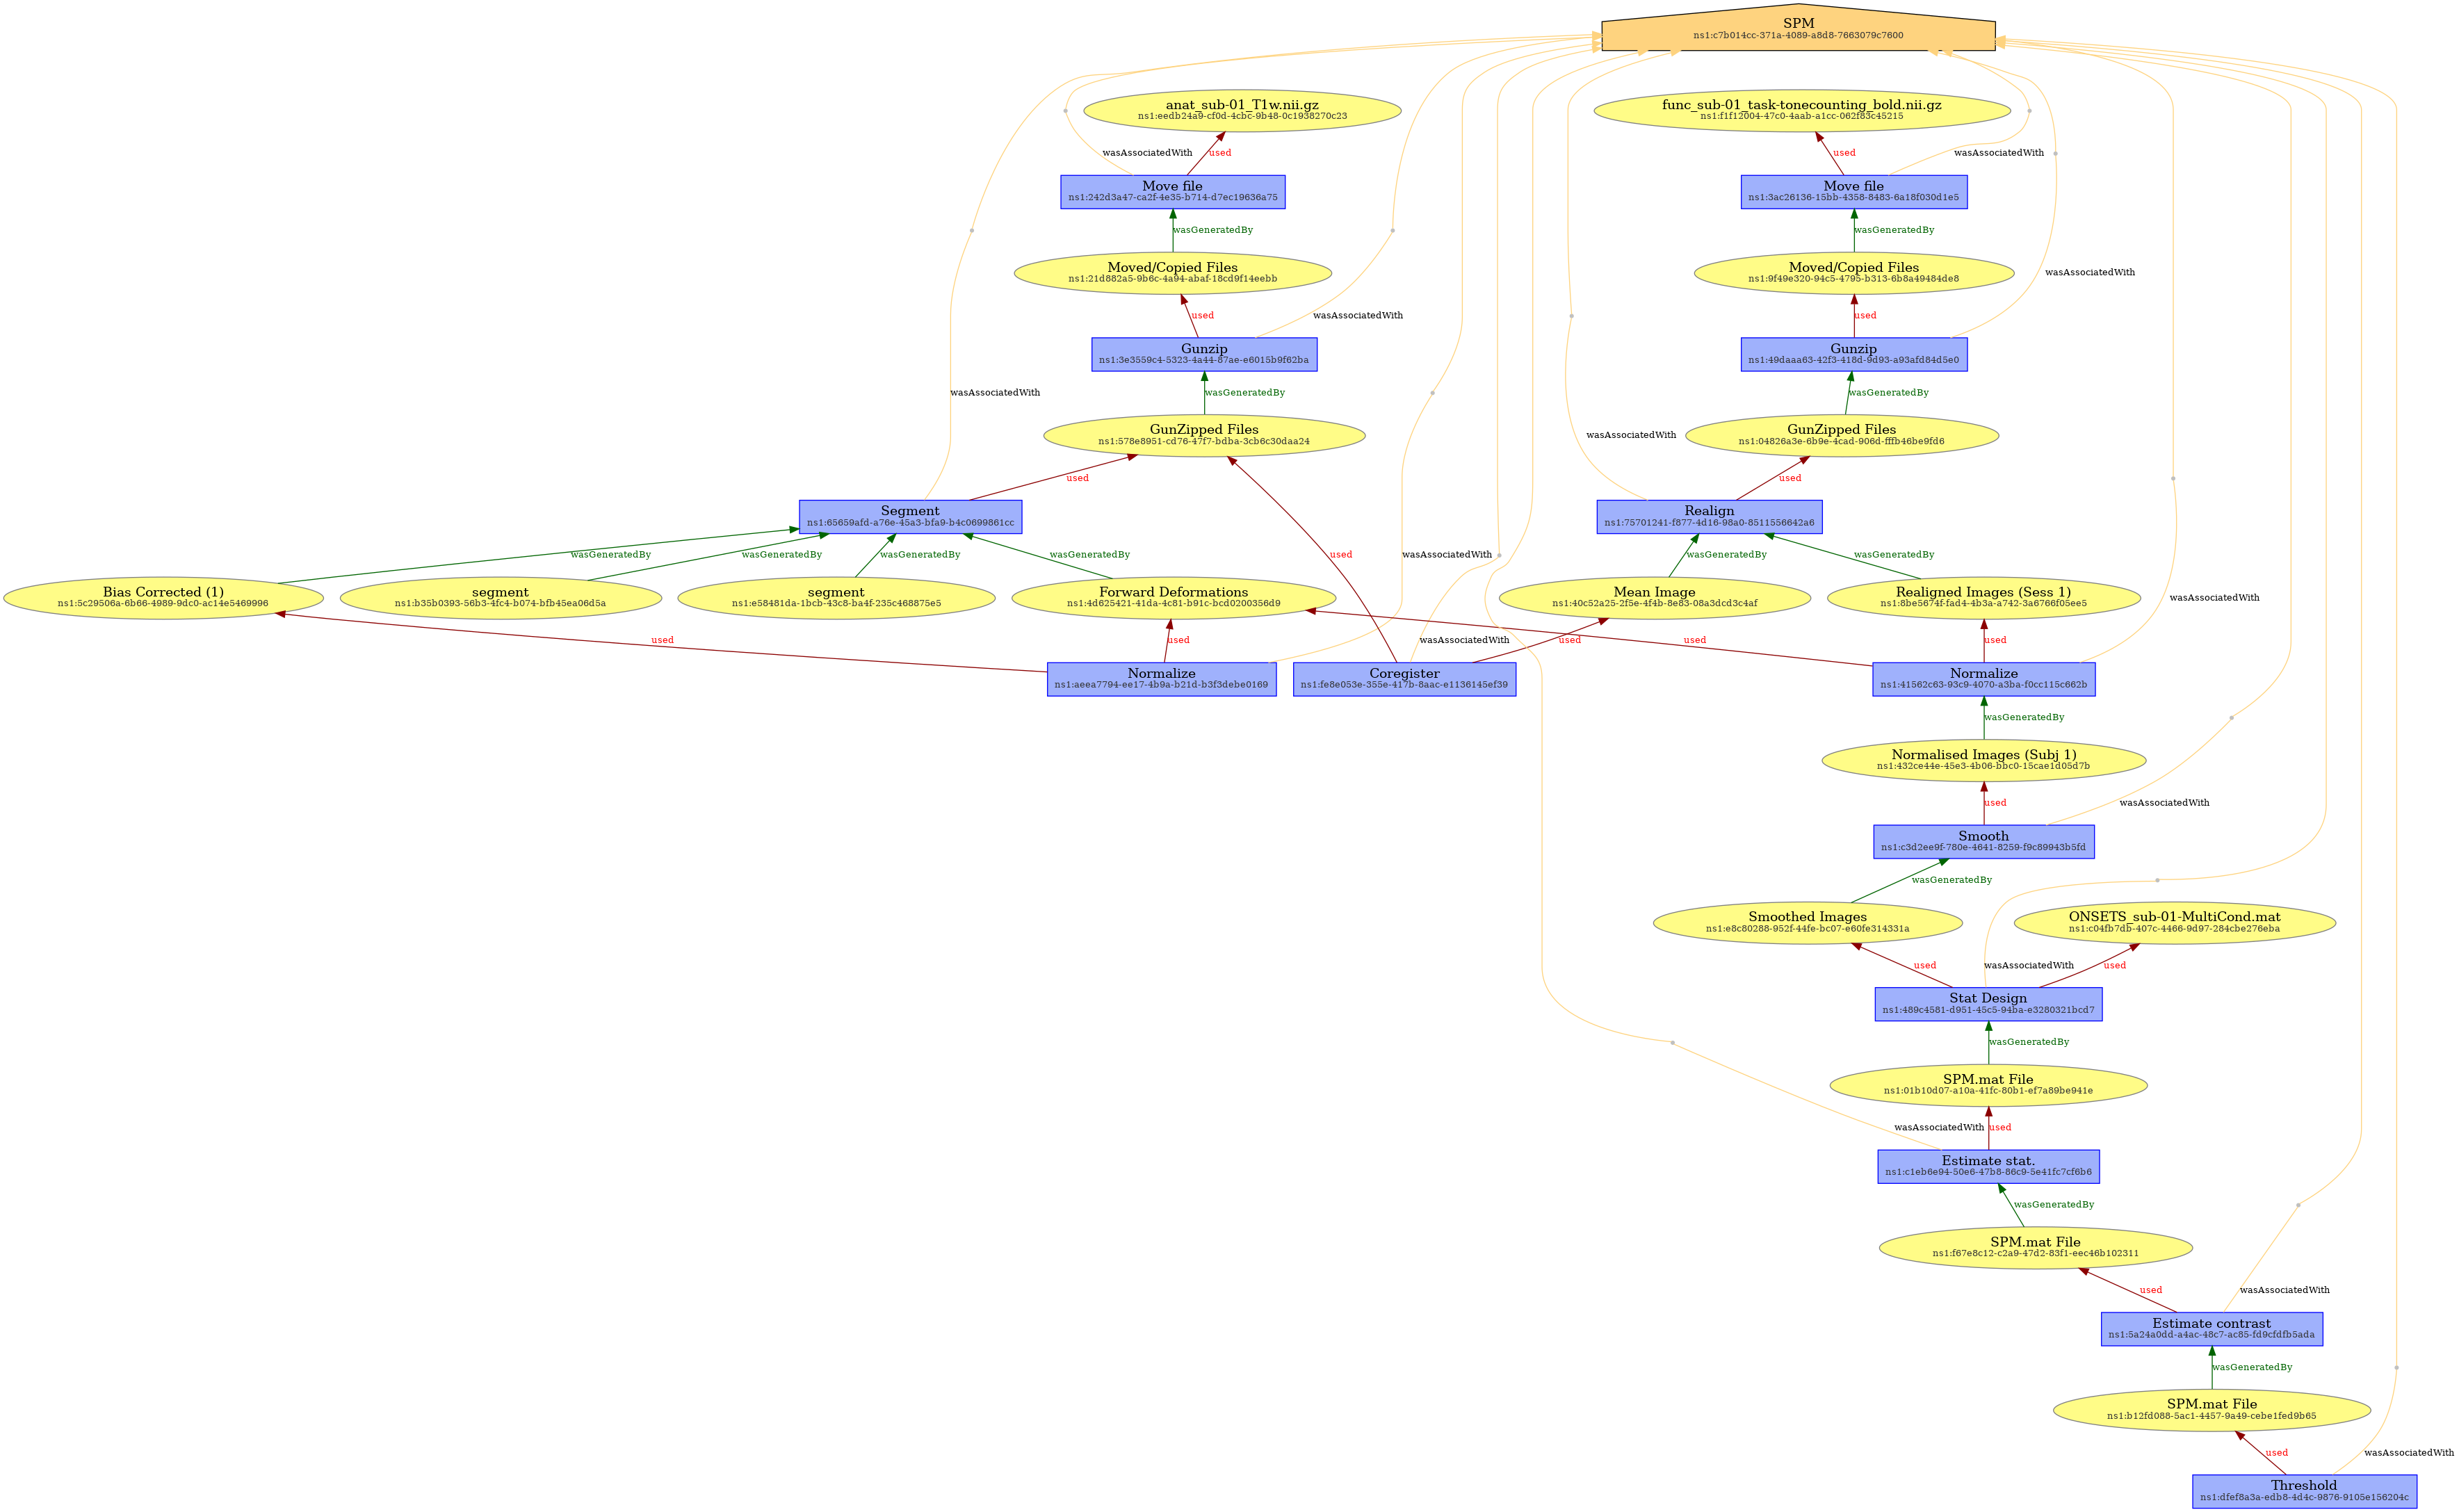 SPM
ns1:c7b014cc-371a-4089-a8d8-7663079c7600
anat_sub-01_T1w.nii.gz
ns1:eedb24a9-cf0d-4cbc-9b48-0c1938270c23
func_sub-01_task-tonecounting_bold.nii.gz
ns1:f1f12004-47c0-4aab-a1cc-062f83c45215
wasAssociatedWith
used
used
wasAssociatedWith
Move file
ns1:242d3a47-ca2f-4e35-b714-d7ec19636a75
Move file
ns1:3ac26136-15bb-4358-8483-6a18f030d1e5
wasGeneratedBy
wasGeneratedBy
Moved/Copied Files
ns1:21d882a5-9b6c-4a94-abaf-18cd9f14eebb
Moved/Copied Files
ns1:9f49e320-94c5-4795-b313-6b8a49484de8
wasAssociatedWith
used
wasAssociatedWith
used
Gunzip
ns1:3e3559c4-5323-4a44-87ae-e6015b9f62ba
Gunzip
ns1:49daaa63-42f3-418d-9d93-a93afd84d5e0
wasAssociatedWith
wasGeneratedBy
wasGeneratedBy
GunZipped Files
ns1:578e8951-cd76-47f7-bdba-3cb6c30daa24
GunZipped Files
ns1:04826a3e-6b9e-4cad-906d-fffb46be9fd6
wasAssociatedWith
used
used
Segment
ns1:65659afd-a76e-45a3-bfa9-b4c0699861cc
Realign
ns1:75701241-f877-4d16-98a0-8511556642a6
wasGeneratedBy
wasGeneratedBy
wasGeneratedBy
wasGeneratedBy
used
wasAssociatedWith
wasGeneratedBy
wasGeneratedBy
Bias Corrected (1)
ns1:5c29506a-6b66-4989-9dc0-ac14e5469996
segment
ns1:b35b0393-56b3-4fc4-b074-bfb45ea06d5a
segment
ns1:e58481da-1bcb-43c8-ba4f-235c468875e5
Forward Deformations
ns1:4d625421-41da-4c81-b91c-bcd0200356d9
Mean Image
ns1:40c52a25-2f5e-4f4b-8e83-08a3dcd3c4af
Realigned Images (Sess 1)
ns1:8be5674f-fad4-4b3a-a742-3a6766f05ee5
wasAssociatedWith
used
used
wasAssociatedWith
used
used
used
Normalize
ns1:aeea7794-ee17-4b9a-b21d-b3f3debe0169
Coregister
ns1:fe8e053e-355e-417b-8aac-e1136145ef39
Normalize
ns1:41562c63-93c9-4070-a3ba-f0cc115c662b
wasGeneratedBy
Normalised Images (Subj 1)
ns1:432ce44e-45e3-4b06-bbc0-15cae1d05d7b
used
wasAssociatedWith
Smooth
ns1:c3d2ee9f-780e-4641-8259-f9c89943b5fd
wasGeneratedBy
Smoothed Images
ns1:e8c80288-952f-44fe-bc07-e60fe314331a
ONSETS_sub-01-MultiCond.mat
ns1:c04fb7db-407c-4466-9d97-284cbe276eba
used
wasAssociatedWith
used
Stat Design
ns1:489c4581-d951-45c5-94ba-e3280321bcd7
wasGeneratedBy
SPM.mat File
ns1:01b10d07-a10a-41fc-80b1-ef7a89be941e
wasAssociatedWith
used
Estimate stat.
ns1:c1eb6e94-50e6-47b8-86c9-5e41fc7cf6b6
wasGeneratedBy
SPM.mat File
ns1:f67e8c12-c2a9-47d2-83f1-eec46b102311
used
wasAssociatedWith
Estimate contrast
ns1:5a24a0dd-a4ac-48c7-ac85-fd9cfdfb5ada
wasGeneratedBy
SPM.mat File
ns1:b12fd088-5ac1-4457-9a49-cebe1fed9b65
used
wasAssociatedWith
Threshold
ns1:dfef8a3a-edb8-4d4c-9876-9105e156204c